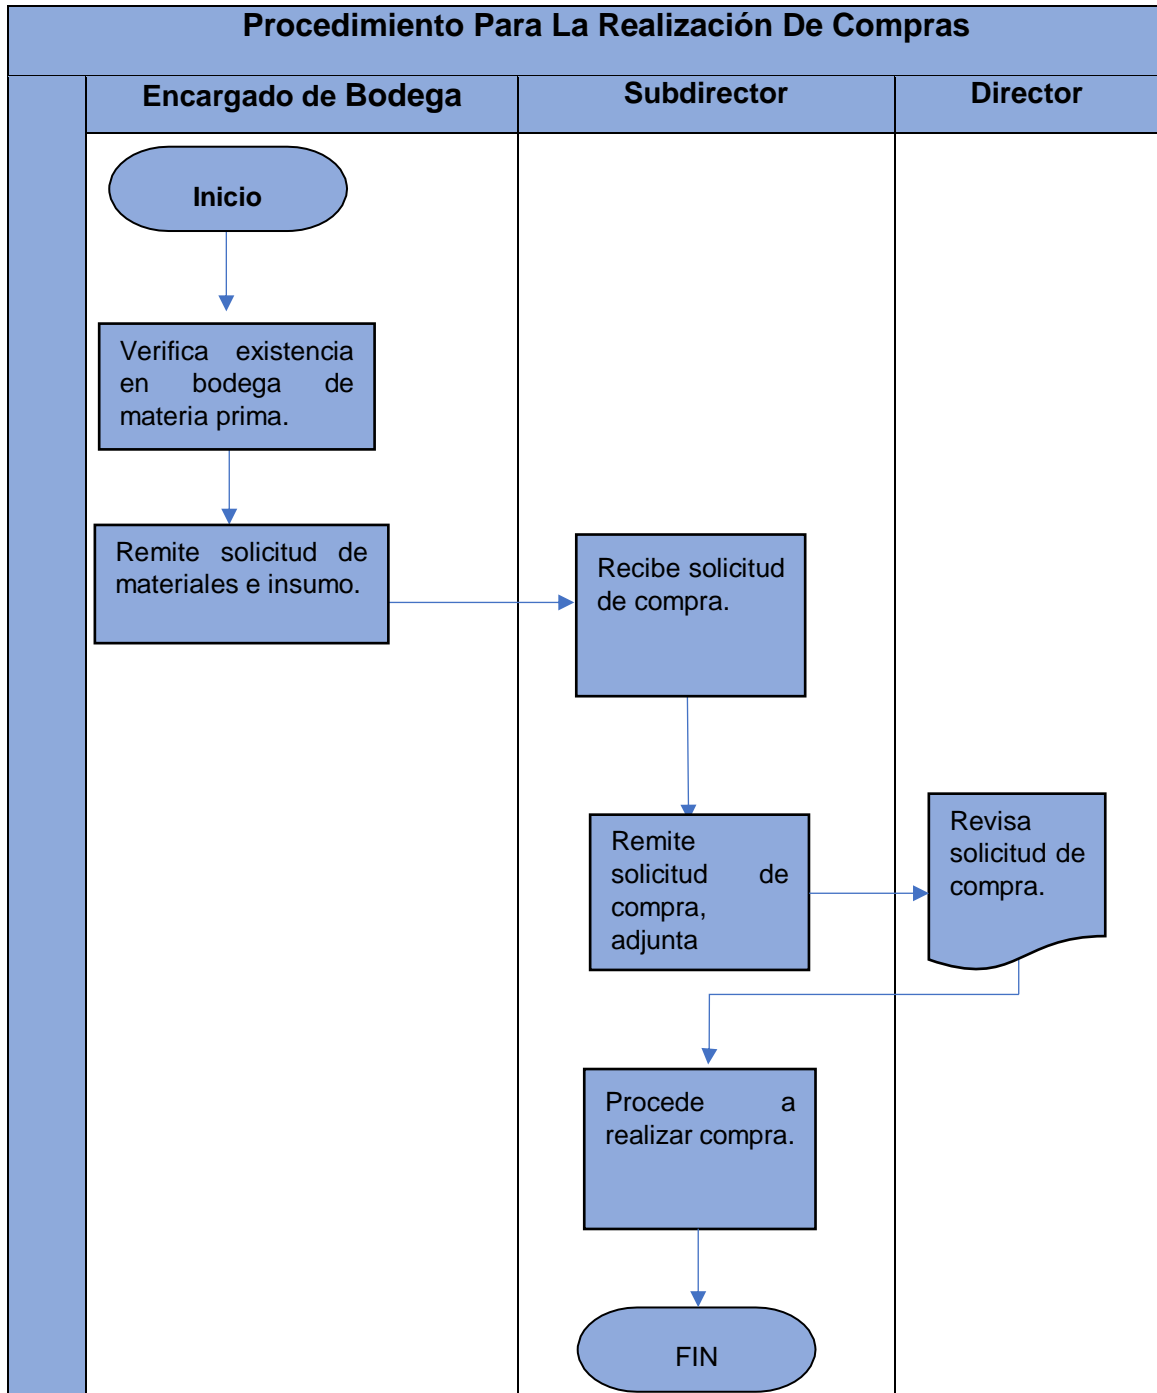 Procedimiento Para La Realización De Compras
Encargado de Bodega
Subdirector
Director
Inicio
Verifica existencia
en bodega de
materia prima.
Remite solicitud de
materiales e insumo.
Recibe solicitud
de compra.
Remite
solicitud de
compra,
adjunta
Revisa
solicitud de
compra.
Procede a
realizar compra.
FIN